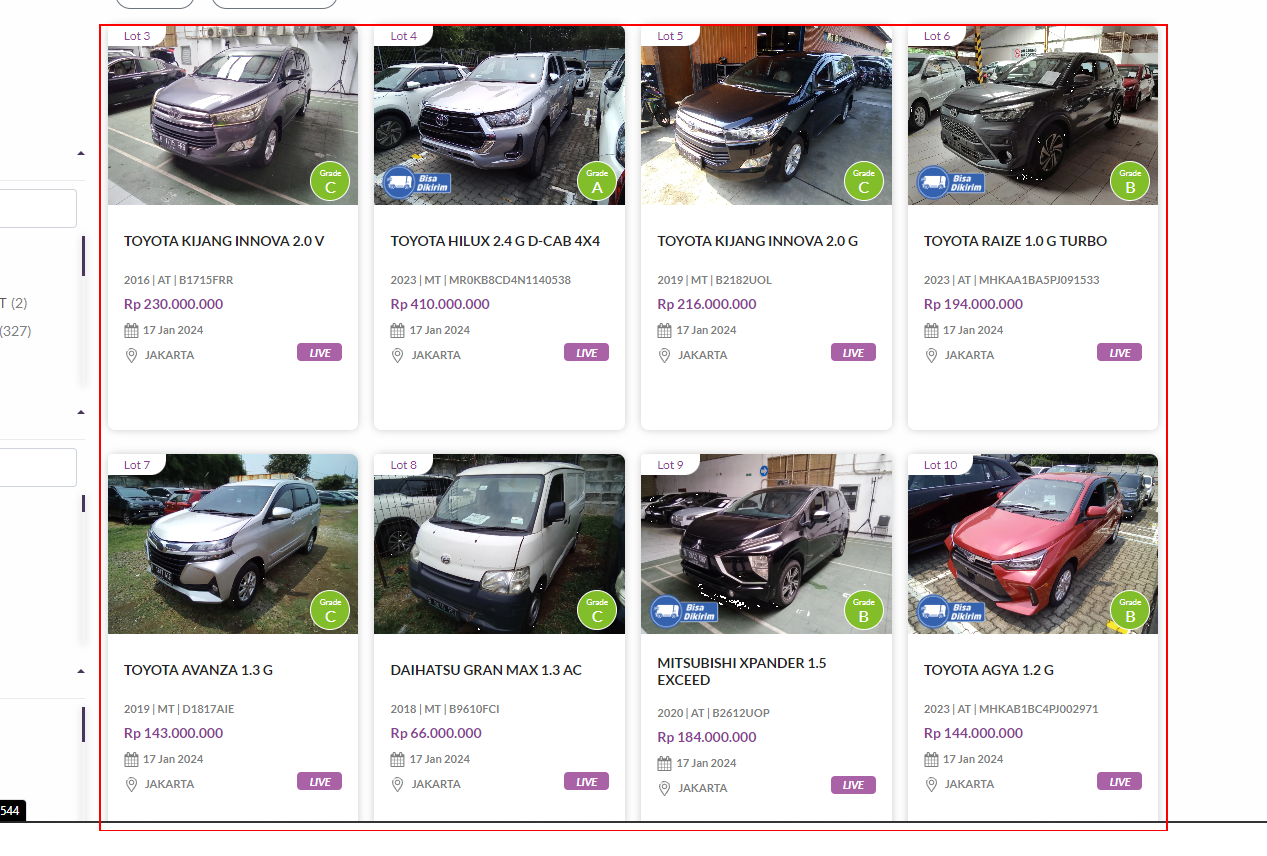 Lot 3
Grade
C
TOYOTA KIJANG INNOVA 2.0 V
2016 | AT | B1715FRR
Rp 230.000.000
17 Jan 2024
JAKARTA
LIVE
Lot 4
Bisa
Dikirim
Grade
A
TOYOTA HILUX 2.4 G D-CAB 4X4
2023 | MT | MR0KB8CD4N1140538
Rp 410.000.000
17 Jan 2024
JAKARTA
LIVE
Lot 5
Grade
C
TOYOTA KIJANG INNOVA 2.0 G
2019 | MT | B2182UOL
Rp 216.000.000
17 Jan 2024
JAKARTA
LIVE
Lot 6
Bisa
Dikirim
Grade
B
TOYOTA RAIZE 1.0 G TURBO
2023 | AT | MHKAA1BA5PJ091533
Rp 194.000.000
17 Jan 2024
JAKARTA
LIVE
T (2)
(327)
Lot 7
Grade
C
TOYOTA AVANZA 1.3 G
2019 | MT | D1817AIE
Rp 143.000.000
17 Jan 2024
JAKARTA
LIVE
Lot 8
Grade
C
DAIHATSU GRAN MAX 1.3 AC
2018 | MT | B9610FCI
Rp 66.000.000
17 Jan 2024
JAKARTA
LIVE
Lot 9
Bisa
Dikirim
Grade
B
MITSUBISHI XPANDER 1.5
EXCEED
2020 | AT | B2612UOP
Rp 184.000.000
17 Jan 2024
JAKARTA
LIVE
Lot 10
Bisa
Dikirim
Grade
B
TOYOTA AGYA 1.2 G
2023 | AT | MHKAB1BC4PJ002971
Rp 144.000.000
17 Jan 2024
JAKARTA
LIVE
544